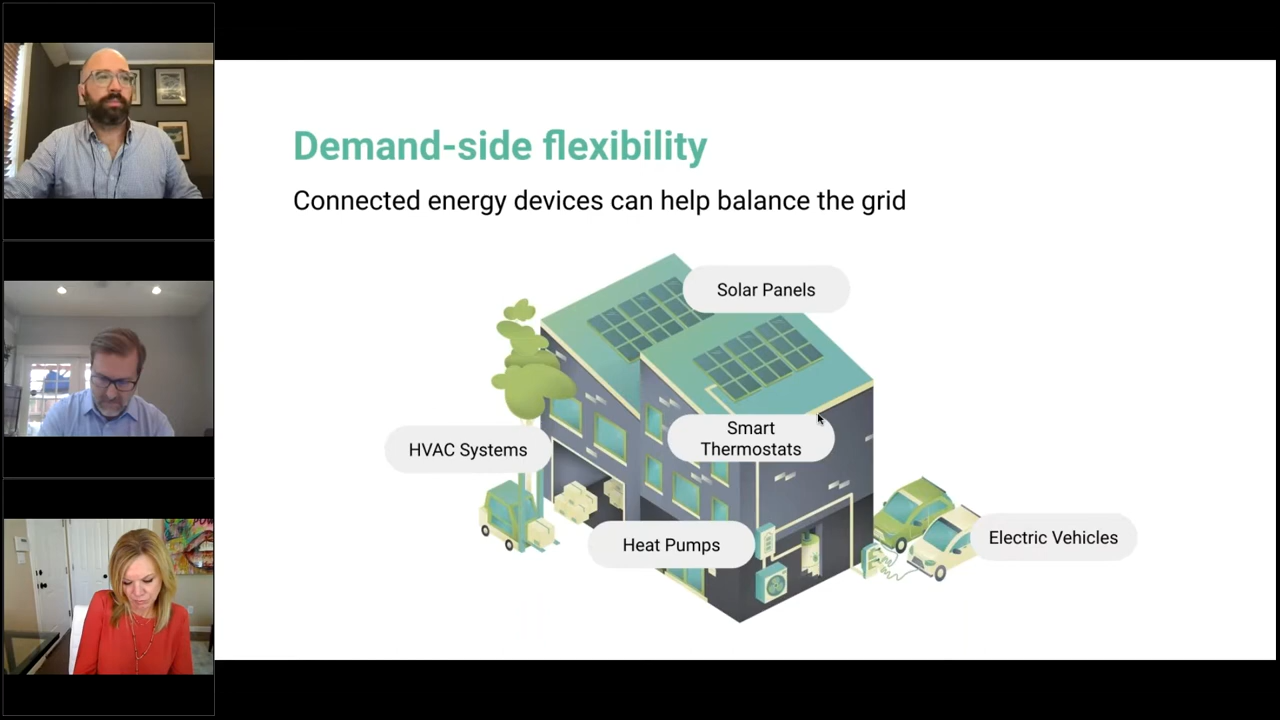 Demand-side flexibility
Connected energy devices can help balance the grid
Solar Panels
Smart
Thermostats
HVAC Systems
Heat Pumps
Electric Vehicles